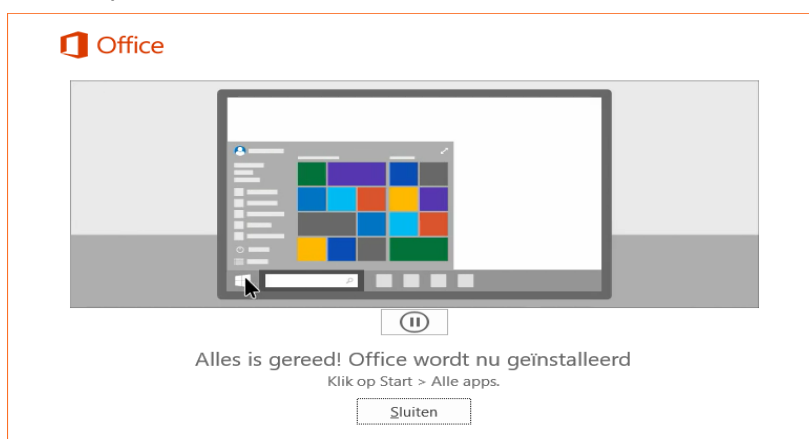 Office
Alles is gereed! Office wordt nu geïnstalleerd
Klik op Start > Alle apps.
Sluiten